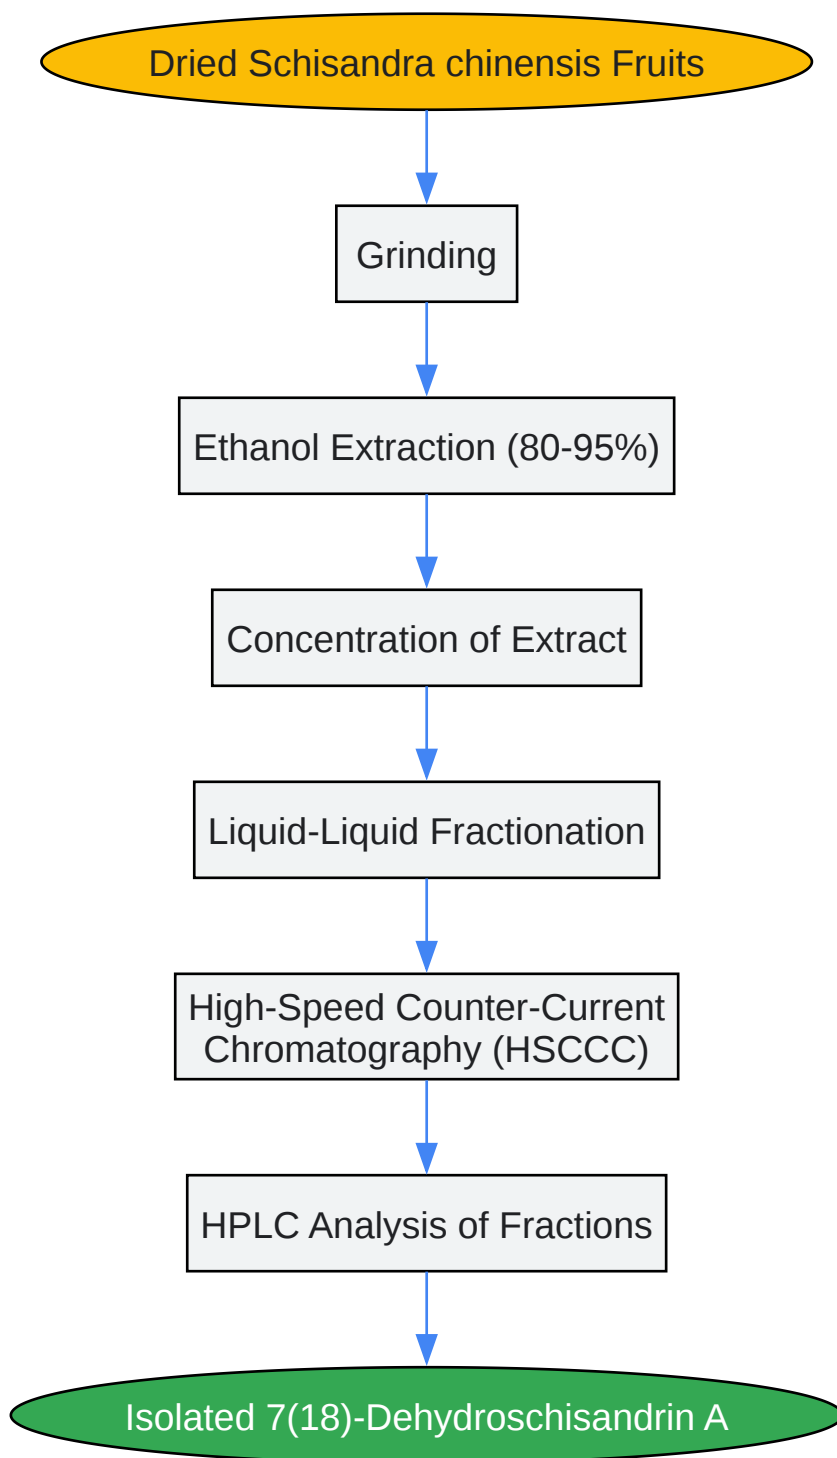 Dried Schisandra chinensis Fruits
Grinding
Ethanol Extraction (80-95%)
Concentration of Extract
Liquid-Liquid Fractionation
High-Speed Counter-Current
Chromatography (HSCCC)
HPLC Analysis of Fractions
Isolated 7(18)-Dehydroschisandrin A